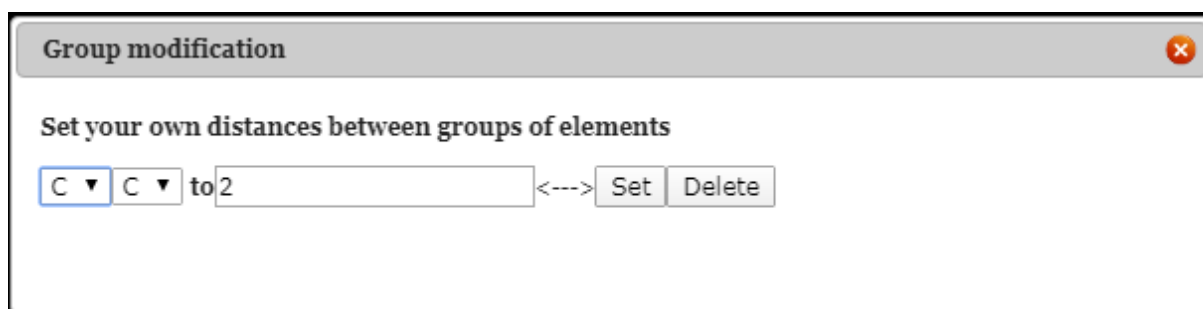 Group modification
Set your own distances between groups of elements
C ▼ C ▼ to 2 <---> Set Delete